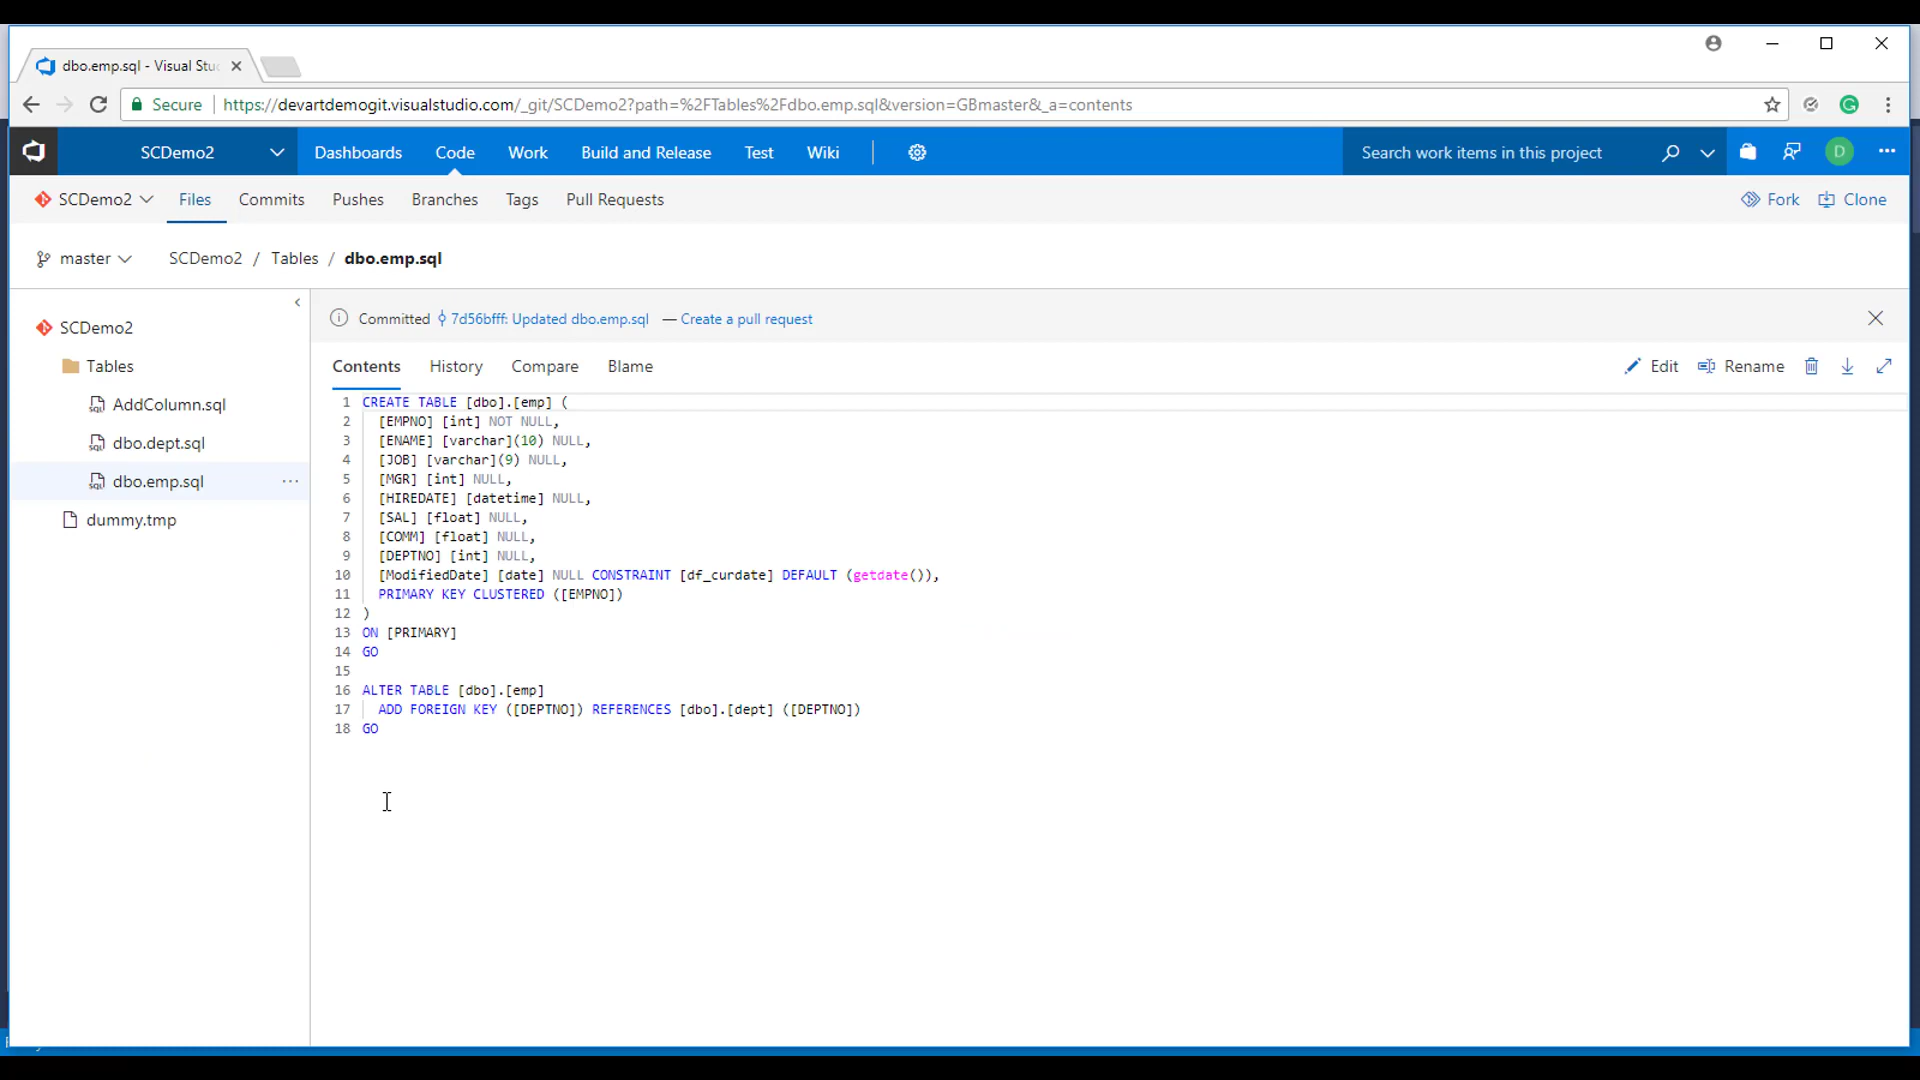 dbo.emp.sql - Visual Stu
Secure https://devartdemogit.visualstudio.com/_git/SCDemo2?path=%2FTables%2Fdbo.emp.sql&version=GBmaster&_a=contents
SCDemo2 Dashboards Code Work Build and Release Test Wiki Search work items in this project D
SCDemo2 Files Commits Pushes Branches Tags Pull Requests Fork Clone
master SCDemo2 / Tables / dbo.emp.sql
SCDemo2
Tables
AddColumn.sql
dbo.dept.sql
dbo.emp.sql ...
dummy.tmp
Committed 7d56bfff: Updated dbo.emp.sql — Create a pull request
Contents History Compare Blame Edit Rename
1 CREATE TABLE [dbo].[emp] (
2 [EMPNO] [int] NOT NULL,
3 [ENAME] [varchar](10) NULL,
4 [JOB] [varchar](9) NULL,
5 [MGR] [int] NULL,
6 [HIREDATE] [datetime] NULL,
7 [SAL] [float] NULL,
8 [COMM] [float] NULL,
9 [DEPTNO] [int] NULL,
10 [ModifiedDate] [date] NULL CONSTRAINT [df_curdate] DEFAULT (getdate()),
11 PRIMARY KEY CLUSTERED ([EMPNO])
12 )
13 ON [PRIMARY]
14 GO
15
16 ALTER TABLE [dbo].[emp]
17 ADD FOREIGN KEY ([DEPTNO]) REFERENCES [dbo].[dept] ([DEPTNO])
18 GO